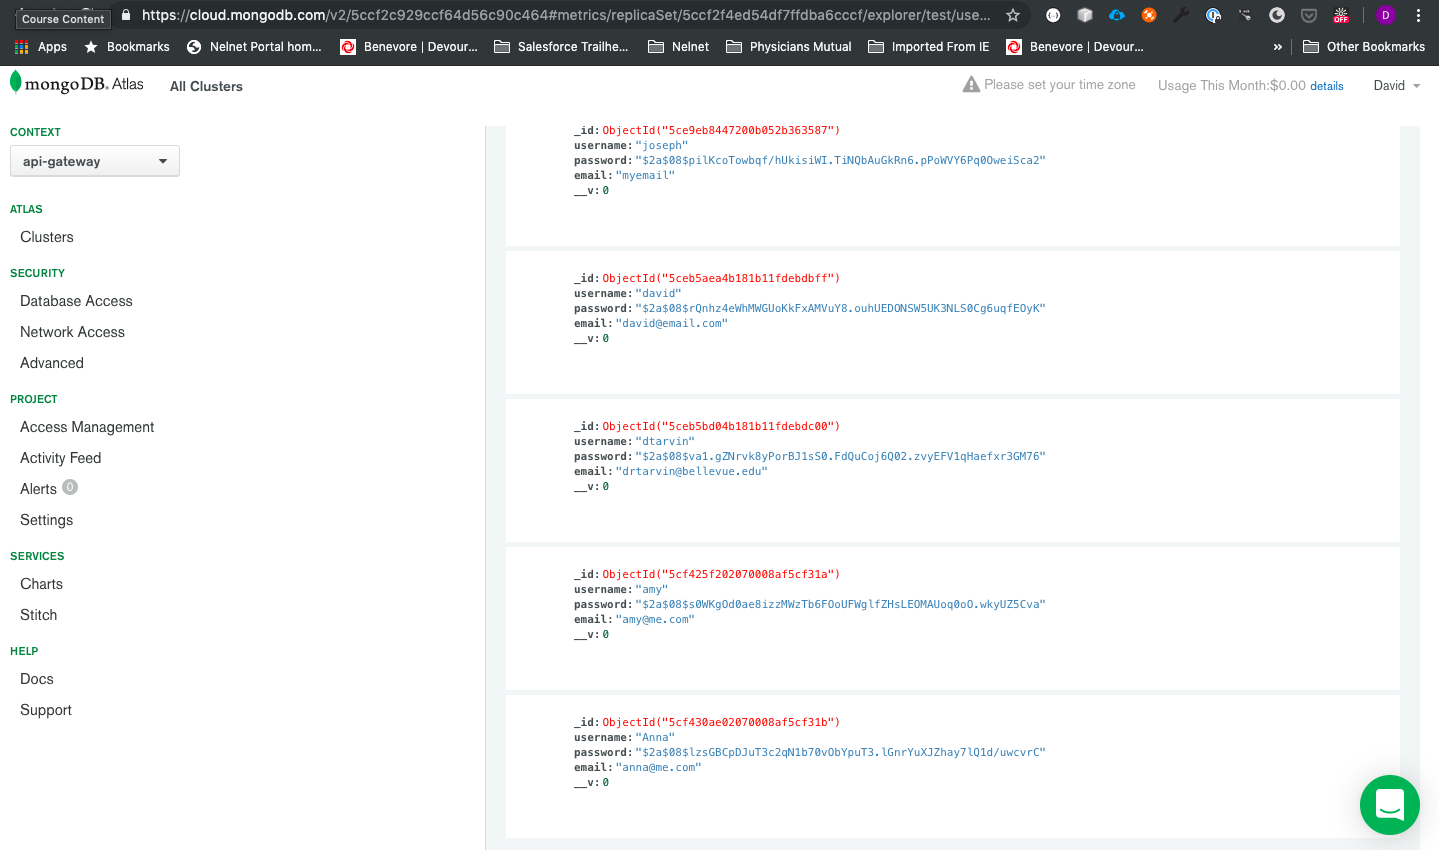 Course Content
https://cloud.mongodb.com/v2/5ccf2c929ccf64d56c90c464#metrics/replicaSet/5ccf2f4ed54df7ffdba6cccf/explorer/test/use...
OFF
D
Apps Bookmarks Nelnet Portal hom... Benevore | Devour... Salesforce Trailhe... Nelnet Physicians Mutual Imported From IE Benevore | Devour... » Other Bookmarks
mongoDB. Atlas All Clusters Please set your time zone Usage This Month:$0.00 details David
CONTEXT
api-gateway
ATLAS
Clusters
SECURITY
Database Access
Network Access
Advanced
PROJECT
Access Management
Activity Feed
Alerts 0
Settings
SERVICES
Charts
Stitch
HELP
Docs
Support
_id: ObjectId("5ce9eb8447200b052b363587")
username: "joseph"
password: "$2a$08$pilKcoTowbqf/hUkisiWI.TiNQbAuGkRn6.pPoWVY6Pq0OweiSca2"
email: "myemail"
__v: 0
_id: ObjectId("5ceb5aea4b181b11fdebdbff")
username: "david"
password: "$2a$08$rQnhz4eWhMWGUoKkFxAMVuY8.ouhUEDONSW5UK3NLS0Cg6uqfEOyK"
email: "david@email.com"
__v: 0
_id: ObjectId("5ceb5bd04b181b11fdebdc00")
username: "dtarvin"
password: "$2a$08$va1.gZNrvk8yPorBJ1sS0.FdQuCoj6Q02.zvyEFV1qHaefxr3GM76"
email: "drtarvin@bellevue.edu"
__v: 0
_id: ObjectId("5cf425f202070008af5cf31a")
username: "amy"
password: "$2a$08$s0WKgOd0ae8izzMWzTb6FOoUFWglfZHsLEOMAUoq0oO.wkyUZ5Cva"
email: "amy@me.com"
__v: 0
_id: ObjectId("5cf430ae02070008af5cf31b")
username: "Anna"
password: "$2a$08$lzsGBCpDJuT3c2qN1b70vObYpuT3.lGnrYuXJZhay7lQ1d/uwcvrC"
email: "anna@me.com"
__v: 0